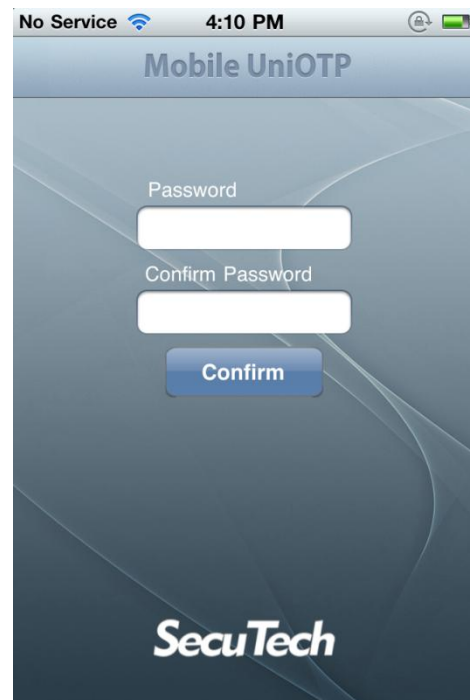 No Service 4:10 PM
Mobile UniOTP
Password
Confirm Password
Confirm
SecuTech